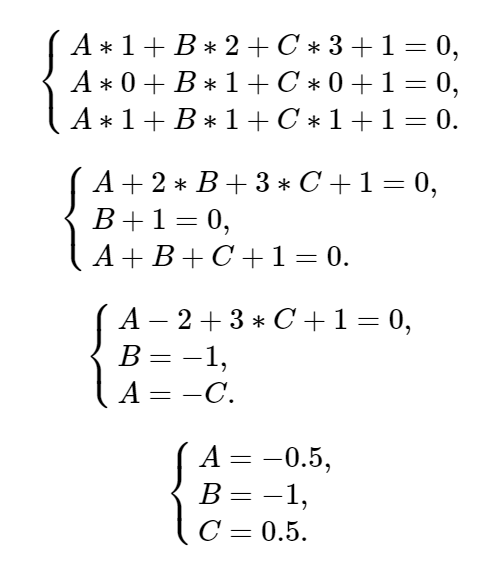 A ∗ 1 + B ∗ 2 + C ∗ 3 + 1 = 0,
A ∗ 0 + B ∗ 1 + C ∗ 0 + 1 = 0,
A ∗ 1 + B ∗ 1 + C ∗ 1 + 1 = 0.
A + 2 ∗ B + 3 ∗ C + 1 = 0,
B + 1 = 0,
A + B + C + 1 = 0.
A − 2 + 3 ∗ C + 1 = 0,
B = −1,
A = −C.
A = −0.5,
B = −1,
C = 0.5.